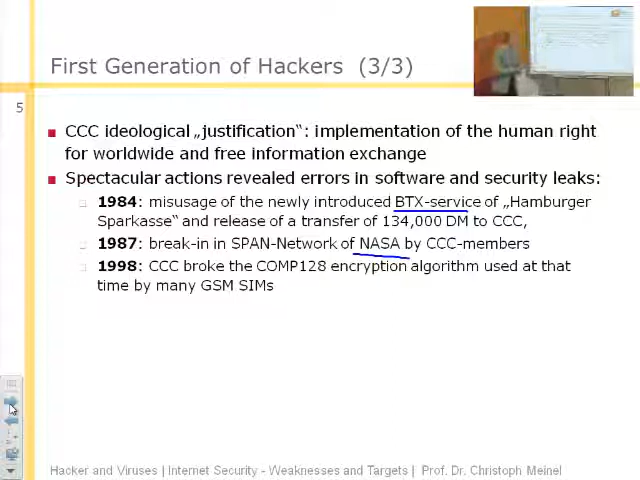 First Generation of Hackers (3/3)
5
CCC ideological „justification“: implementation of the human right
for worldwide and free information exchange
Spectacular actions revealed errors in software and security leaks:
1984: misusage of the newly introduced BTX-service of „Hamburger
Sparkasse“ and release of a transfer of 134,000 DM to CCC,
1987: break-in in SPAN-Network of NASA by CCC-members
1998: CCC broke the COMP128 encryption algorithm used at that
time by many GSM SIMs
Hacker and Viruses | Internet Security - Weaknesses and Targets | Prof. Dr. Christoph Meinel